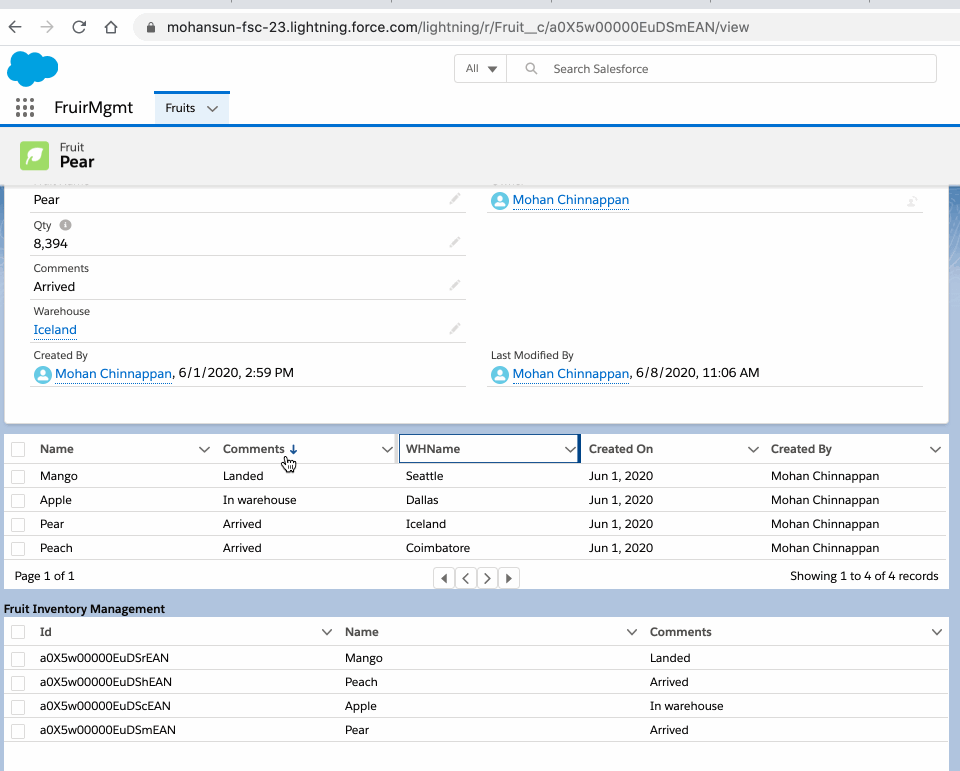 mohansun-fsc-23.lightning.force.com/lightning/r/Fruit__c/a0X5w00000EuDSmEAN/view
All Search Salesforce
FruirMgmt Fruits
Fruit
Pear
Pear Mohan Chinnappan
Qty
8,394
Comments
Arrived
Warehouse
Iceland
Created By Last Modified By
Mohan Chinnappan, 6/1/2020, 2:59 PM Mohan Chinnappan, 6/8/2020, 11:06 AM
Name Comments WHName Created On Created By
Mango Landed Seattle Jun 1, 2020 Mohan Chinnappan
Apple In warehouse Dallas Jun 1, 2020 Mohan Chinnappan
Pear Arrived Iceland Jun 1, 2020 Mohan Chinnappan
Peach Arrived Coimbatore Jun 1, 2020 Mohan Chinnappan
Page 1 of 1 Showing 1 to 4 of 4 records
Fruit Inventory Management
Id Name Comments
a0X5w00000EuDSrEAN Mango Landed
a0X5w00000EuDShEAN Peach Arrived
a0X5w00000EuDScEAN Apple In warehouse
a0X5w00000EuDSmEAN Pear Arrived